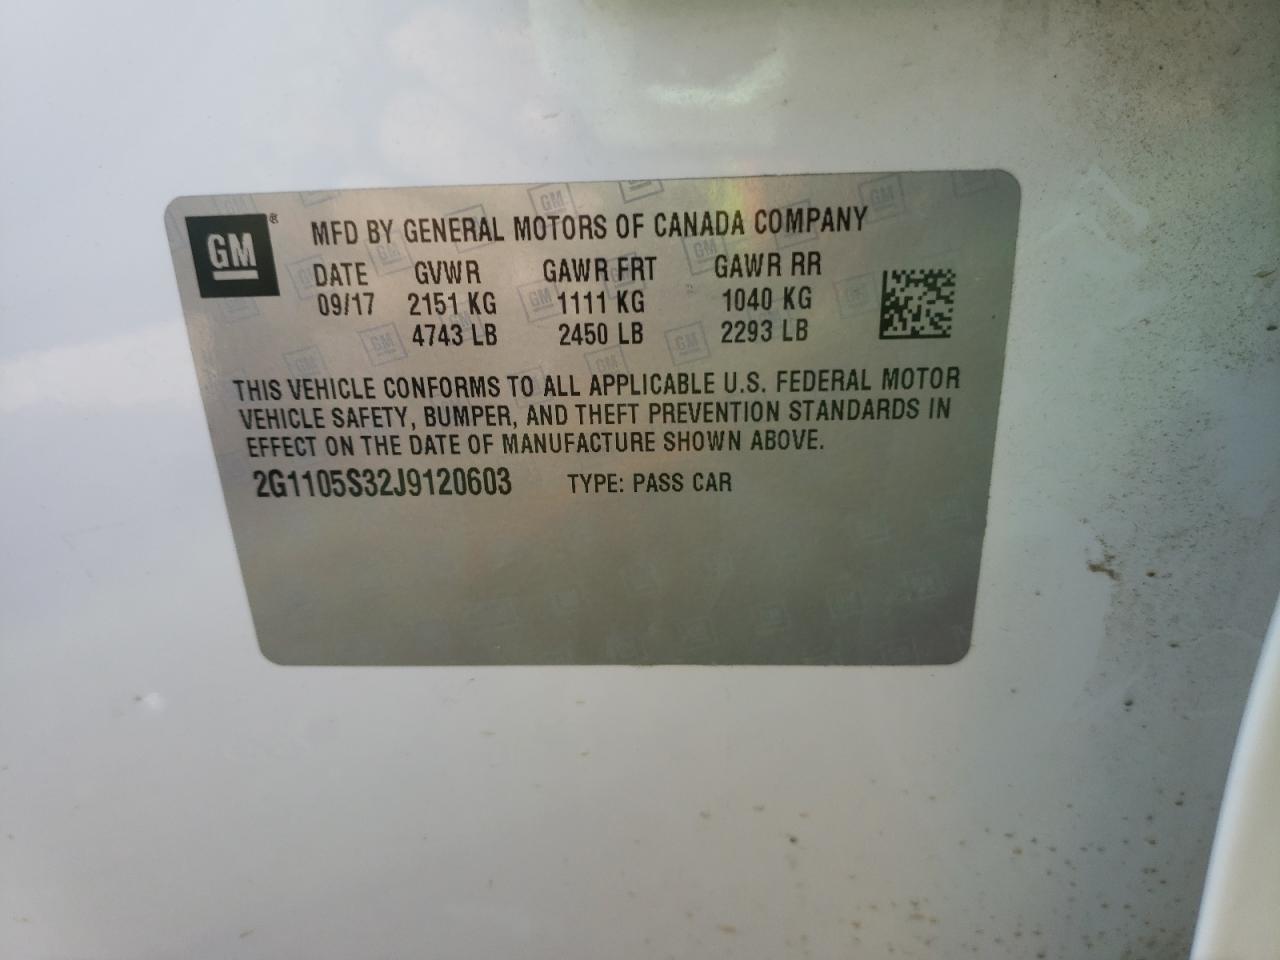 GM ® MFD BY GENERAL MOTORS OF CANADA COMPANY
DATE GVWR GAWR FRT GAWR RR
09/17 2151 KG 1111 KG 1040 KG
4743 LB 2450 LB 2293 LB
THIS VEHICLE CONFORMS TO ALL APPLICABLE U.S. FEDERAL MOTOR
VEHICLE SAFETY, BUMPER, AND THEFT PREVENTION STANDARDS IN
EFFECT ON THE DATE OF MANUFACTURE SHOWN ABOVE.
2G1105S32J9120603 TYPE: PASS CAR